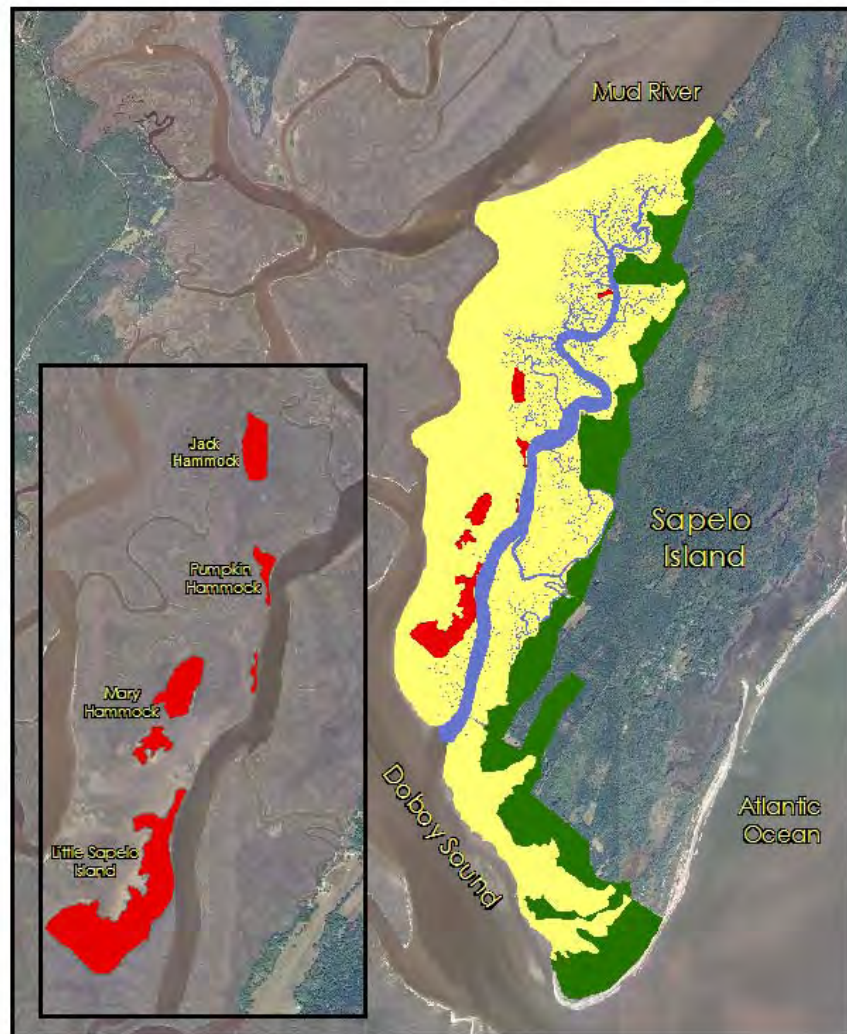 Mud River
Jack
Hammock
Sapelo
Island
Pumpkin
Hammock
Mary
Hammock
Atlantic
Ocean
Doboy Sound
Little Sapelo
Island